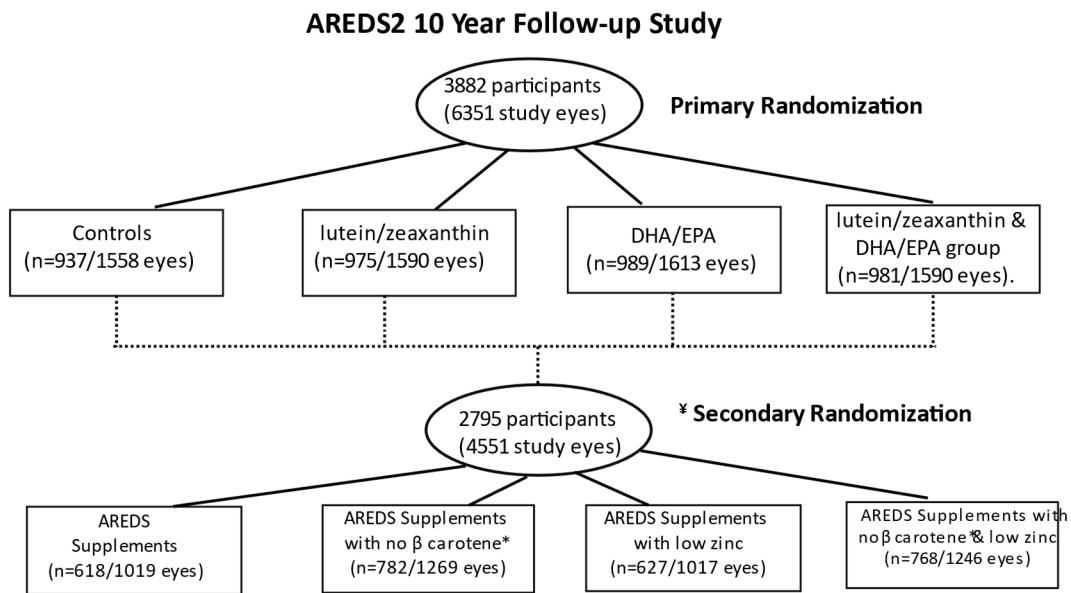 AREDS2 10 Year Follow-up Study
3882 participants
(6351 study eyes)
Primary Randomization
Controls
(n=937/1558 eyes)
lutein/zeaxanthin
(n=975/1590 eyes)
DHA/EPA
(n=989/1613 eyes)
lutein/zeaxanthin &
DHA/EPA group
(n=981/1590 eyes).
2795 participants
(4551 study eyes)
¥ Secondary Randomization
AREDS
Supplements
(n=618/1019 eyes)
AREDS Supplements
with no β carotene*
(n=782/1269 eyes)
AREDS Supplements
with low zinc
(n=627/1017 eyes)
AREDS Supplements with
no β carotene* & low zinc
(n=768/1246 eyes)